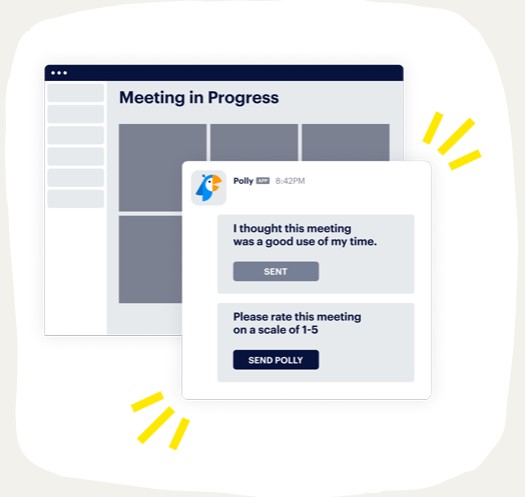 Meeting in Progress
Polly APP 8:42PM
I thought this meeting
was a good use of my time.
SENT
Please rate this meeting
on a scale of 1-5
SEND POLLY